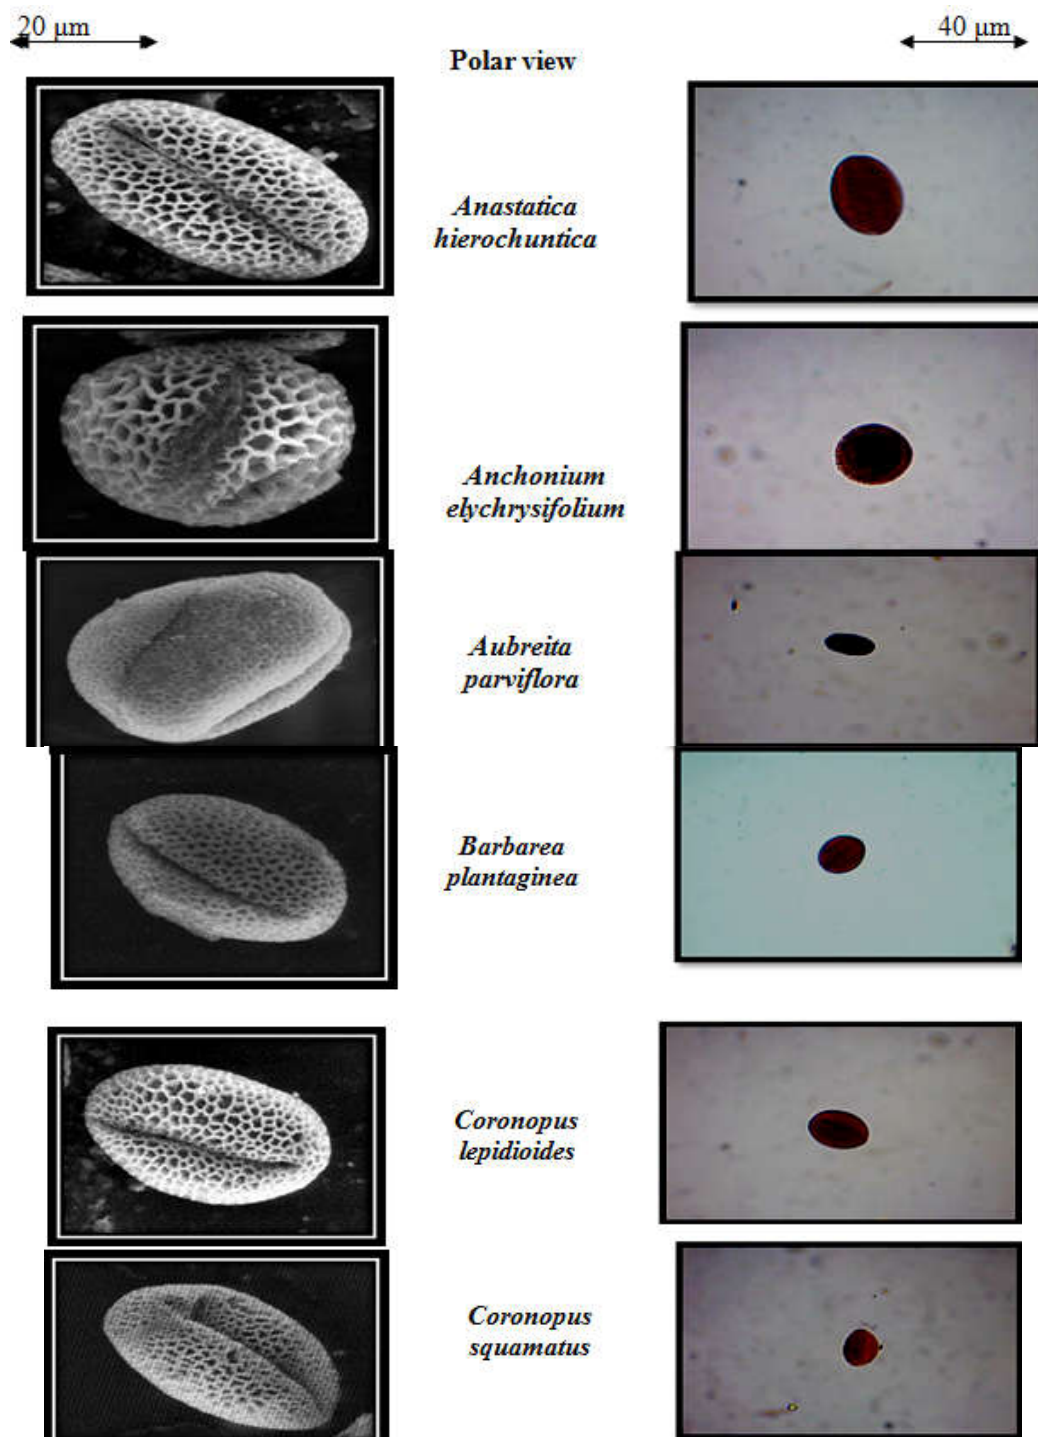 20 μm
40 μm
Polar view
Anastatica
hierochuntica
Anchonium
elychrysifolium
Aubreita
parviflora
Barbarea
plantaginea
Coronopus
lepidioides
Coronopus
squamatus